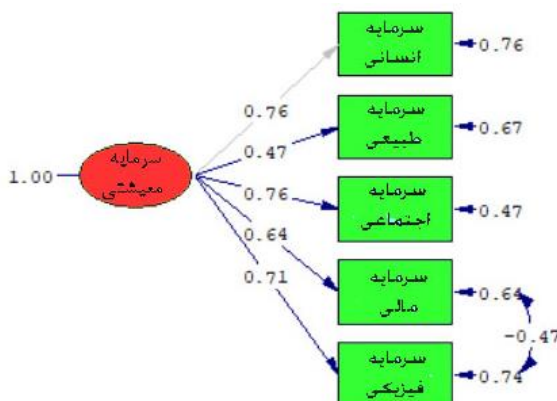 سرمایه
انسانی
0.76
0.76
سرمایه
طبیعی
0.67
0.47
1.00
سرمایه
معیشتی
0.76
سرمایه
اجتماعی
0.47
0.64
سرمایه
مالی
0.64
0.71
-0.47
سرمایه
فیزیکی
0.74